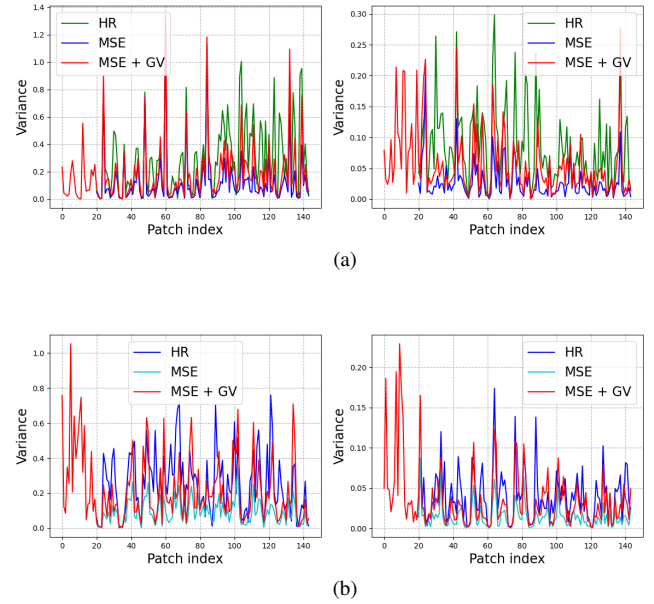 HR
MSE
MSE + GV
Variance
1.4
1.2
1.0
0.8
0.6
0.4
0.2
0.0
0 20 40 60 80 100 120 140
Patch index
HR
MSE
MSE + GV
Variance
0.30
0.25
0.20
0.15
0.10
0.05
0.00
0 20 40 60 80 100 120 140
Patch index
(a)
HR
MSE
MSE + GV
Variance
1.0
0.8
0.6
0.4
0.2
0.0
0 20 40 60 80 100 120 140
Patch index
HR
MSE
MSE + GV
Variance
0.20
0.15
0.10
0.05
0.00
0 20 40 60 80 100 120 140
Patch index
(b)